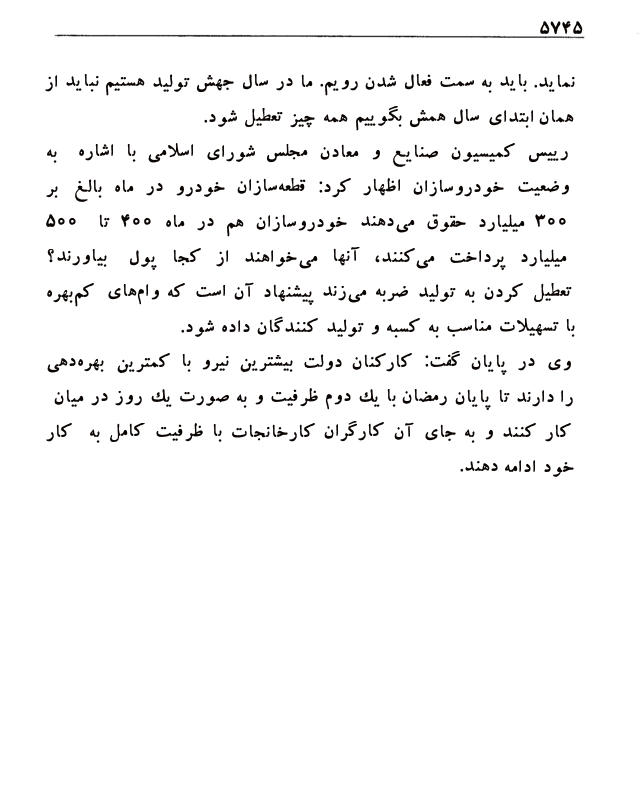 ۵۷۴۵
نماید. باید به سمت فعال شدن رویم. ما در سال جهش تولید هستیم نباید از
همان ابتدای سال همش بگوییم همه چیز تعطیل شود.
رییس کمیسیون صنایع و معادن مجلس شورای اسلامی با اشاره به
وضعیت خودروسازان اظهار کرد: قطعه‌سازان خودرو در ماه بالغ بر
۳۰۰ میلیارد حقوق می‌دهند خودروسازان هم در ماه ۴۰۰ تا ۵۰۰
میلیارد پرداخت می‌کنند، آنها می‌خواهند از کجا پول بیاورند؟
تعطیل کردن به تولید ضربه می‌زند پیشنهاد آن است که وام‌های کم‌بهره
با تسهیلات مناسب به کسبه و تولید کنندگان داده شود.
وی در پایان گفت: کارکنان دولت بیشترین نیرو با کمترین بهره‌دهی
را دارند تا پایان رمضان با یك دوم ظرفیت و به صورت یك روز در میان
کار کنند و به جای آن کارگران کارخانجات با ظرفیت کامل به کار
خود ادامه دهند.